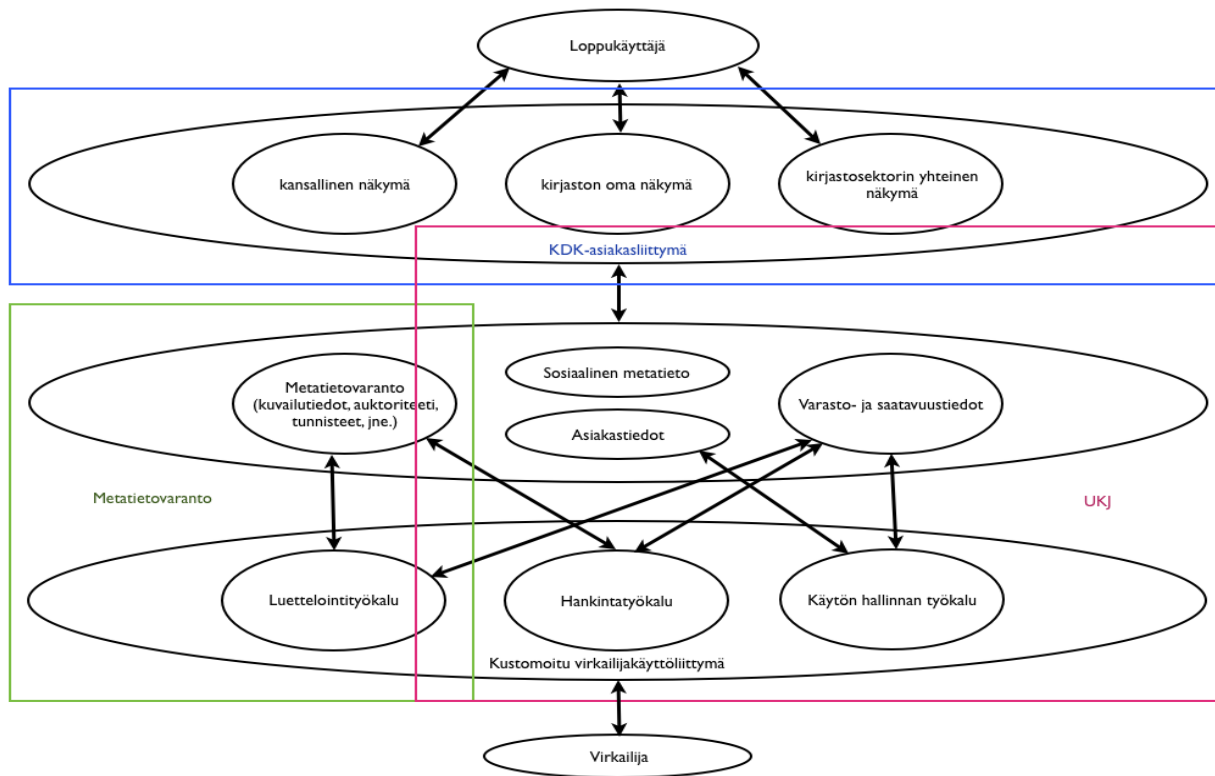 Loppukäyttäjä
kansallinen näkymä
kirjaston oma näkymä
kirjastosektorin yhteinen
näkymä
KDK-asiakasliittymä
Metatietovaranto
(kuvailutiedot, auktoriteeti,
tunnisteet, jne.)
Sosiaalinen metatieto
Asiakastiedot
Varasto- ja saatavuustiedot
Metatietovaranto
UKJ
Luettelointityökalu
Hankintatyökalu
Käytön hallinnan työkalu
Kustomoitu virkailijakäyttöliittymä
Virkailija